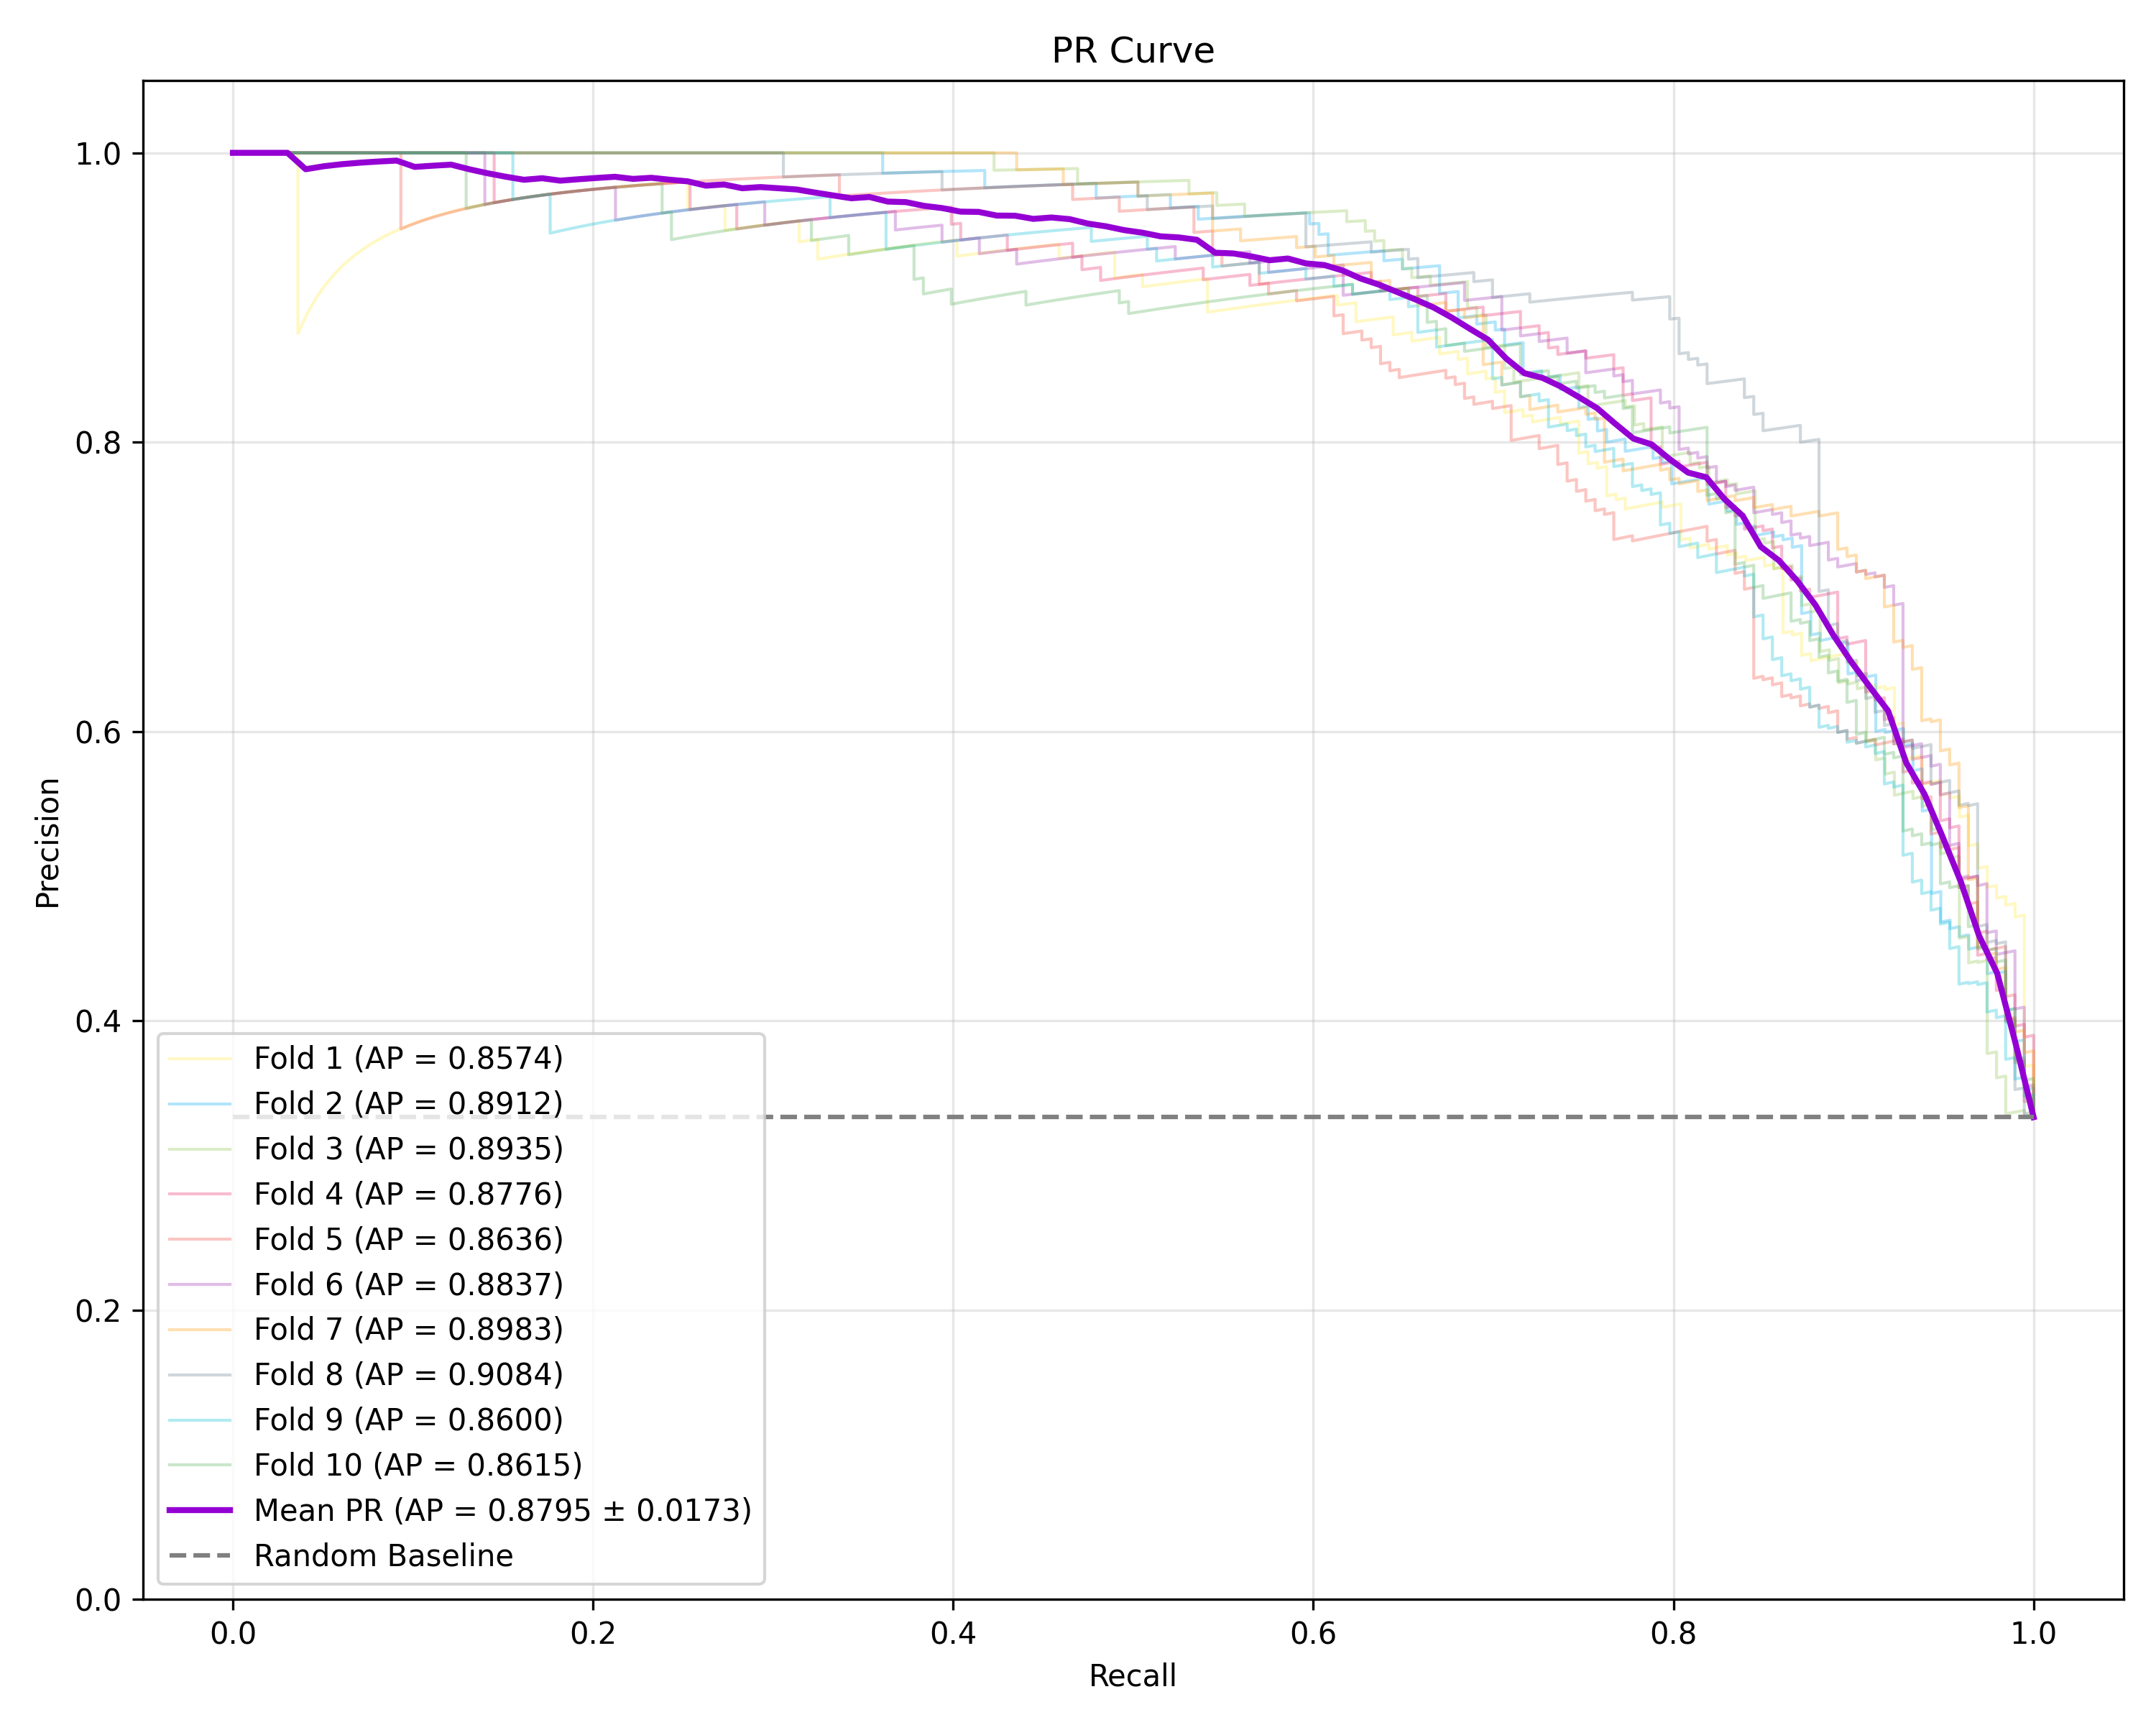 PR Curve
Precision
1.0
0.8
0.6
0.4
0.2
0.0
Fold 1 (AP = 0.8574)
Fold 2 (AP = 0.8912)
Fold 3 (AP = 0.8935)
Fold 4 (AP = 0.8776)
Fold 5 (AP = 0.8636)
Fold 6 (AP = 0.8837)
Fold 7 (AP = 0.8983)
Fold 8 (AP = 0.9084)
Fold 9 (AP = 0.8600)
Fold 10 (AP = 0.8615)
Mean PR (AP = 0.8795 ± 0.0173)
Random Baseline
0.0 0.2 0.4 0.6 0.8 1.0
Recall